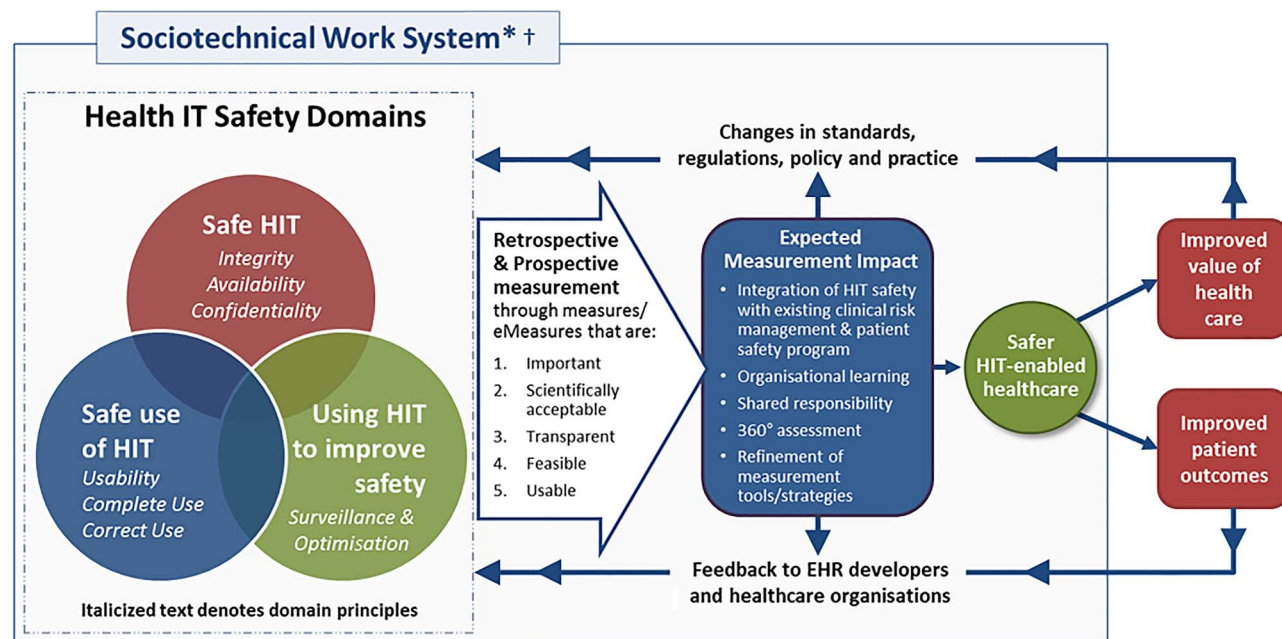 Sociotechnical Work System* †
Health IT Safety Domains
Safe HIT
Integrity
Availability
Confidentiality
Safe use
of HIT
Usability
Complete Use
Correct Use
Using HIT
to improve
safety
Surveillance &
Optimisation
Italicized text denotes domain principles
Retrospective
& Prospective
measurement
through measures/
eMeasures that are:
1. Important
2. Scientifically
acceptable
3. Transparent
4. Feasible
5. Usable
Changes in standards,
regulations, policy and practice
Expected
Measurement Impact
• Integration of HIT safety
with existing clinical risk
management & patient
safety program
• Organisational learning
• Shared responsibility
• 360° assessment
• Refinement of
measurement
tools/strategies
Feedback to EHR developers
and healthcare organisations
Safer
HIT-enabled
healthcare
Improved
value of
health
care
Improved
patient
outcomes